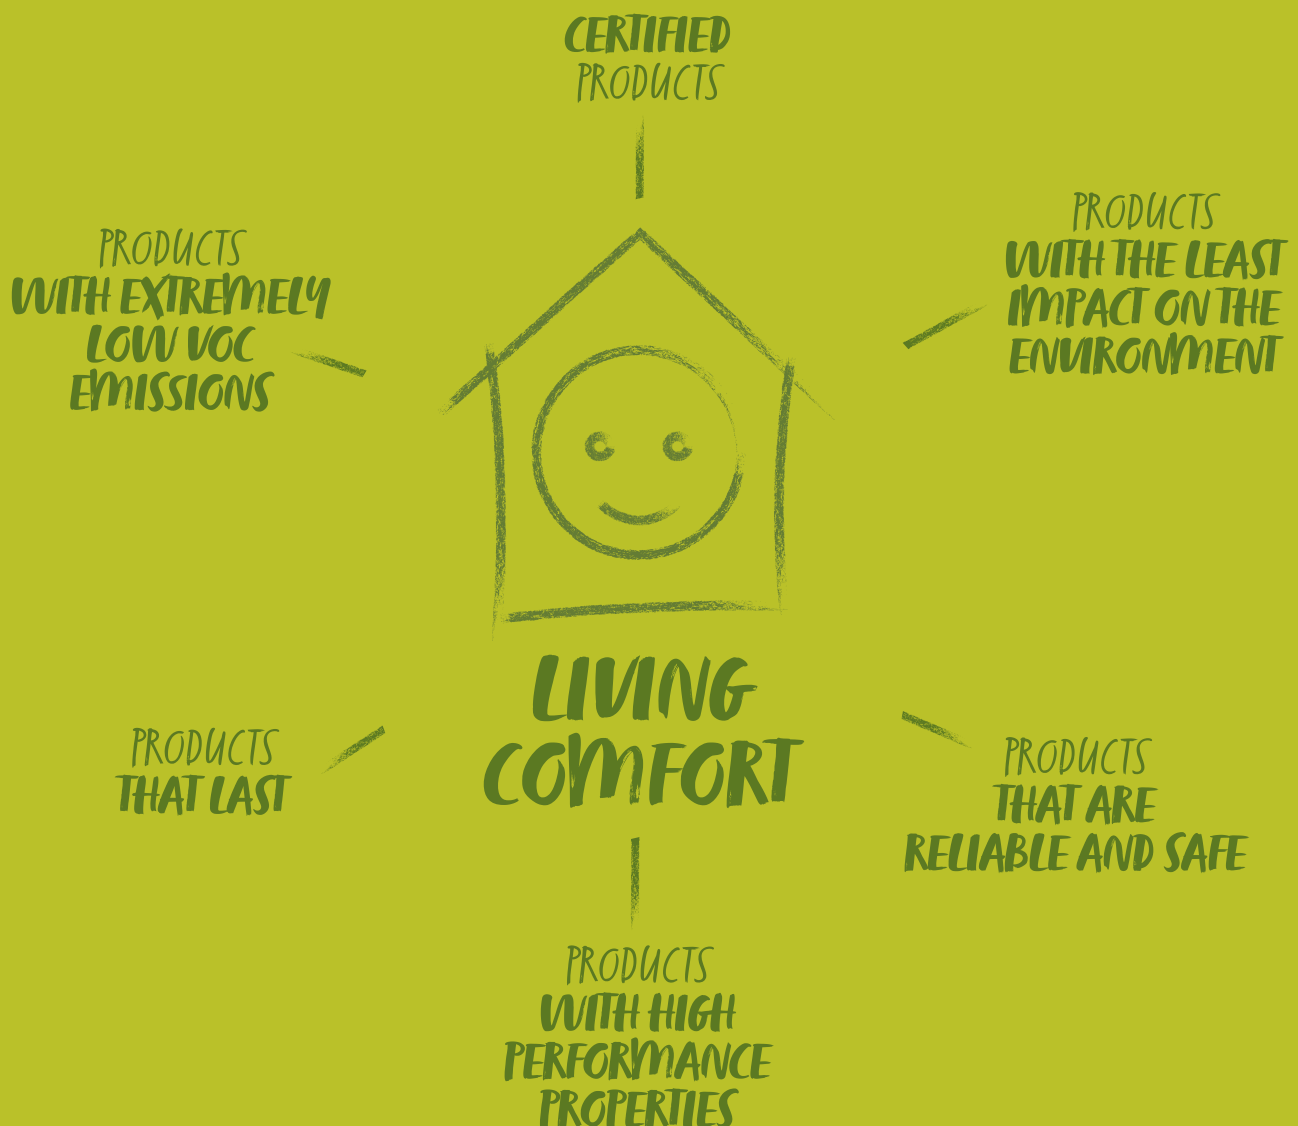 CERTIFIED
PRODUCTS
PRODUCTS
WITH EXTREMELY
LOW VOC
EMISSIONS
PRODUCTS
WITH THE LEAST
IMPACT ON THE
ENVIRONMENT
LIVING
COMFORT
PRODUCTS
THAT LAST
PRODUCTS
THAT ARE
RELIABLE AND SAFE
PRODUCTS
WITH HIGH
PERFORMANCE
PROPERTIES